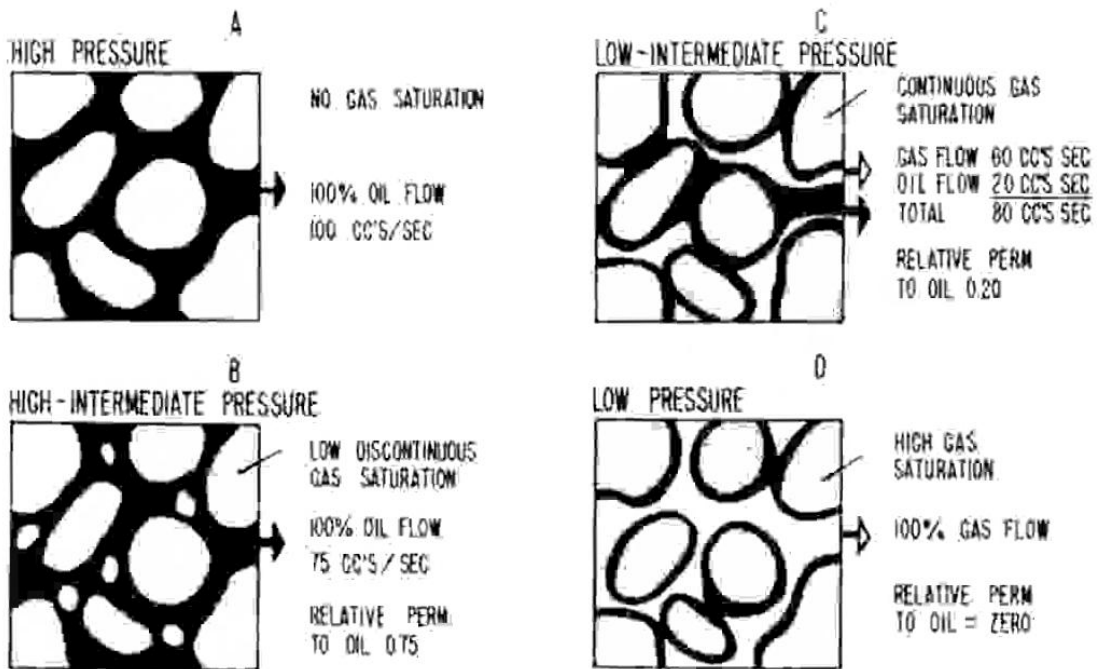 A
HIGH PRESSURE
NO GAS SATURATION
100% OIL FLOW
100 CC'S/SEC
B
HIGH-INTERMEDIATE PRESSURE
LOW DISCONTINUOUS
GAS SATURATION
100% OIL FLOW
75 CC'S/SEC
RELATIVE PERM
TO OIL 0.75
C
LOW-INTERMEDIATE PRESSURE
CONTINUOUS GAS
SATURATION
GAS FLOW 60 CC'S SEC
OIL FLOW 20 CC'S SEC
TOTAL 80 CC'S SEC
RELATIVE PERM
TO OIL 0.20
D
LOW PRESSURE
HIGH GAS
SATURATION
100% GAS FLOW
RELATIVE PERM
TO OIL = ZERO